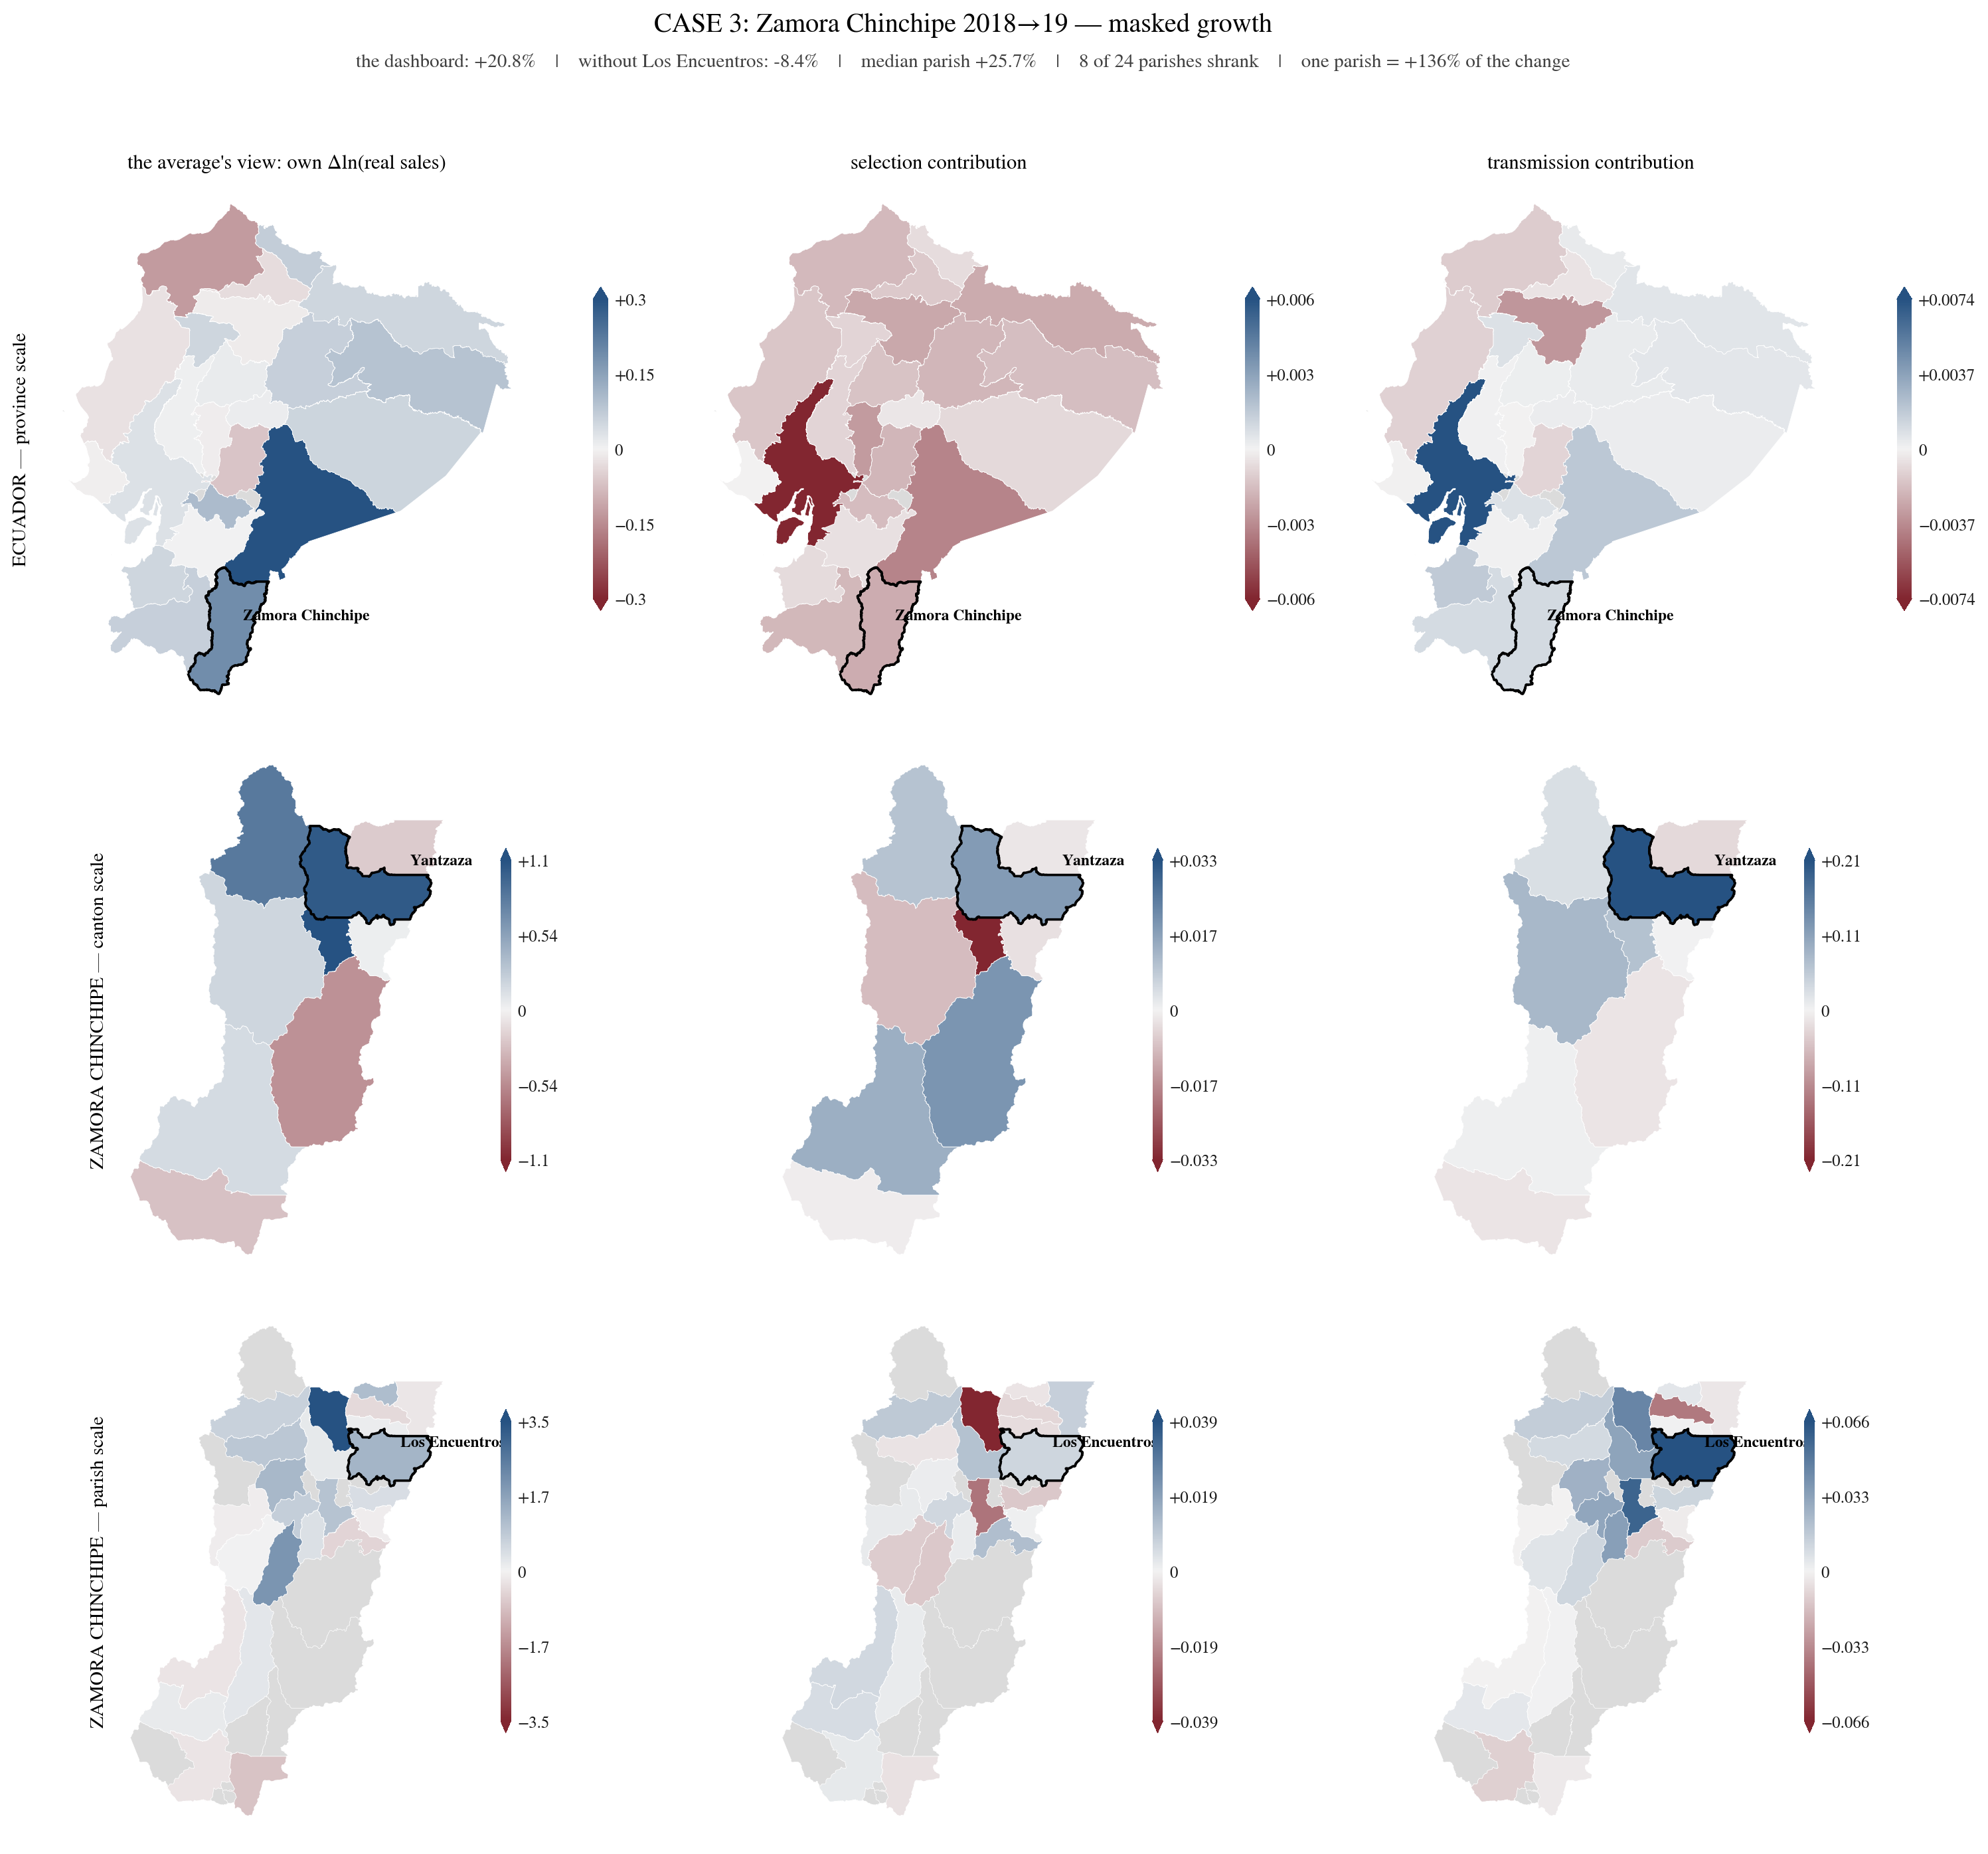 CASE 3: Zamora Chinchipe 2018→19 — masked growth
the dashboard: +20.8% | without Los Encuentros: -8.4% | median parish +25.7% | 8 of 24 parishes shrank | one parish = +136% of the change
the average's view: own Δln(real sales)
selection contribution
transmission contribution
ECUADOR — province scale
Zamora Chinchipe
+0.3
+0.15
0
−0.15
−0.3
Zamora Chinchipe
+0.006
+0.003
0
−0.003
−0.006
Zamora Chinchipe
+0.0074
+0.0037
0
−0.0037
−0.0074
ZAMORA CHINCHIPE — canton scale
Yantzaza
+1.1
+0.54
0
−0.54
−1.1
Yantzaza
+0.033
+0.017
0
−0.017
−0.033
Yantzaza
+0.21
+0.11
0
−0.11
−0.21
ZAMORA CHINCHIPE — parish scale
Los Encuentros
+3.5
+1.7
0
−1.7
−3.5
Los Encuentros
+0.039
+0.019
0
−0.019
−0.039
Los Encuentros
+0.066
+0.033
0
−0.033
−0.066